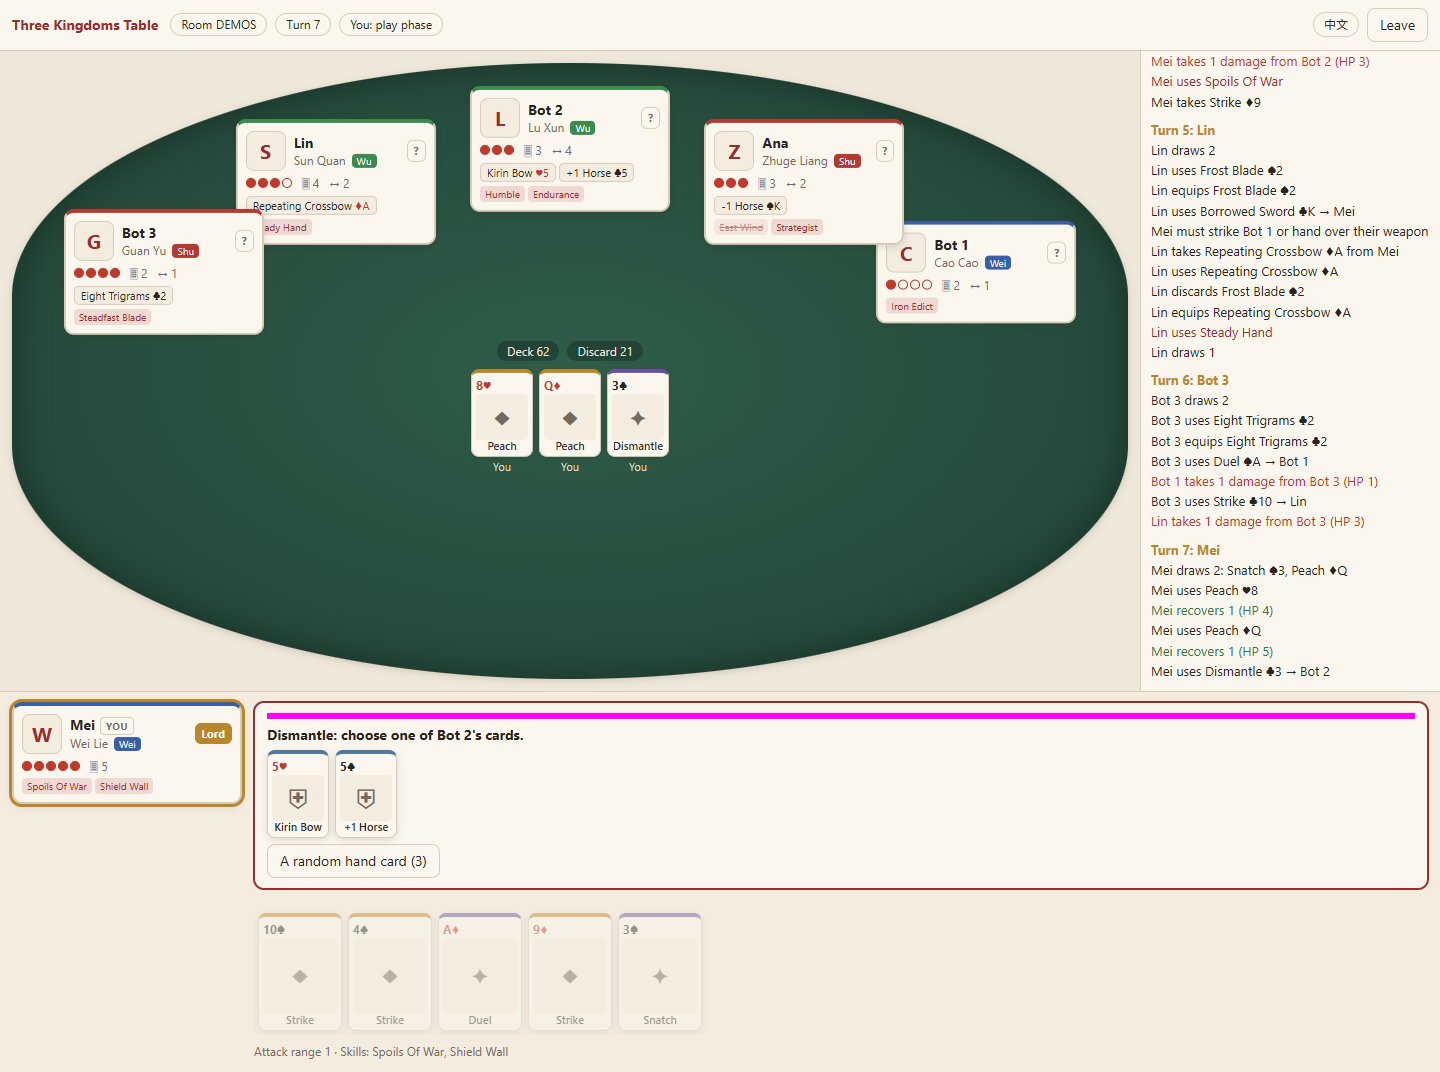 Three Kingdoms Table
Room DEMOS
Turn 7
You: play phase
中文
Leave
L
Bot 2
Lu Xun Wu
?
3 ↔ 4
Kirin Bow ♥5
+1 Horse ♣5
Humble
Endurance
S
Lin
Sun Quan Wu
?
4 ↔ 2
Repeating Crossbow ♦A
ady Hand
Z
Ana
Zhuge Liang Shu
?
3 ↔ 2
-1 Horse ♠K
East Wind
Strategist
G
Bot 3
Guan Yu Shu
?
2 ↔ 1
Eight Trigrams ♣2
Steadfast Blade
C
Bot 1
Cao Cao Wei
?
2 ↔ 1
Iron Edict
Deck 62
Discard 21
8♥
Peach
You
Q♦
Peach
You
3♣
Dismantle
You
Mei takes 1 damage from Bot 2 (HP 3)
Mei uses Spoils Of War
Mei takes Strike ♦9
Turn 5: Lin
Lin draws 2
Lin uses Frost Blade ♠2
Lin equips Frost Blade ♠2
Lin uses Borrowed Sword ♣K → Mei
Mei must strike Bot 1 or hand over their weapon
Lin takes Repeating Crossbow ♦A from Mei
Lin uses Repeating Crossbow ♦A
Lin discards Frost Blade ♠2
Lin equips Repeating Crossbow ♦A
Lin uses Steady Hand
Lin draws 1
Turn 6: Bot 3
Bot 3 draws 2
Bot 3 uses Eight Trigrams ♣2
Bot 3 equips Eight Trigrams ♣2
Bot 3 uses Duel ♠A → Bot 1
Bot 1 takes 1 damage from Bot 3 (HP 1)
Bot 3 uses Strike ♣10 → Lin
Lin takes 1 damage from Bot 3 (HP 3)
Turn 7: Mei
Mei draws 2: Snatch ♠3, Peach ♦Q
Mei uses Peach ♥8
Mei recovers 1 (HP 4)
Mei uses Peach ♦Q
Mei recovers 1 (HP 5)
Mei uses Dismantle ♣3 → Bot 2
W
Mei YOU
Wei Lie Wei
Lord
5
Spoils Of War
Shield Wall
Dismantle: choose one of Bot 2's cards.
5♥
Kirin Bow
5♣
+1 Horse
A random hand card (3)
10♠
Strike
4♣
Strike
A♦
Duel
9♦
Strike
3♠
Snatch
Attack range 1 · Skills: Spoils Of War, Shield Wall